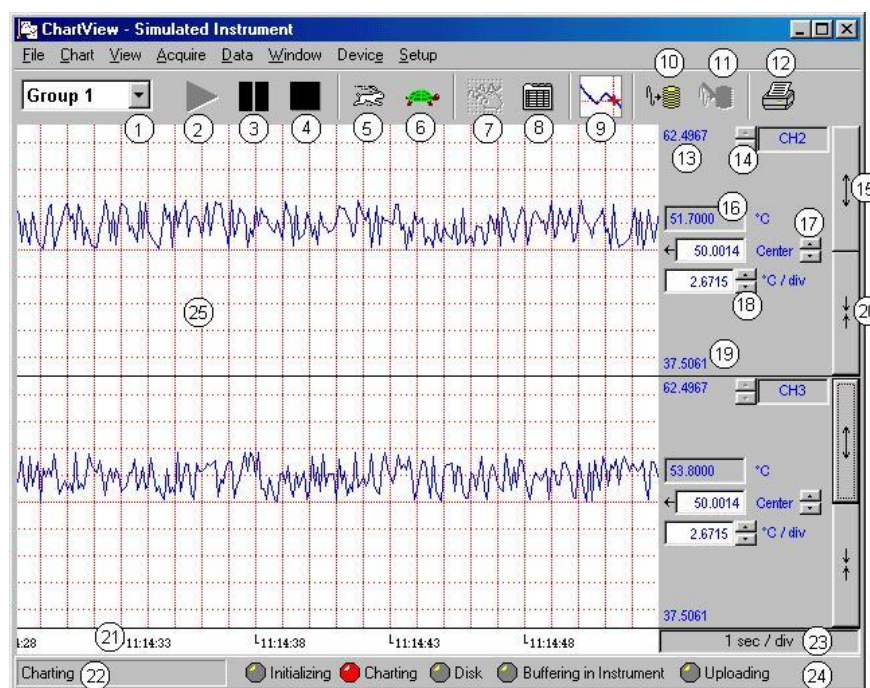 ChartView - Simulated Instrument
File Chart View Acquire Data Window Device Setup
10 11 12
Group 1
1 2 3 4 5 6 7 8 9
62.4967 CH2
13 14
15
16
51.7000 °C 17
50.0014 Center
2.6715 °C / div
18
25
20
19
37.5061
62.4967 CH3
53.8000 °C
50.0014 Center
2.6715 °C / div
37.5061
:28 21 11:14:33 11:14:38 11:14:43 11:14:48 1 sec / div 23
Charting 22 Initializing Charting Disk Buffering in Instrument Uploading 24